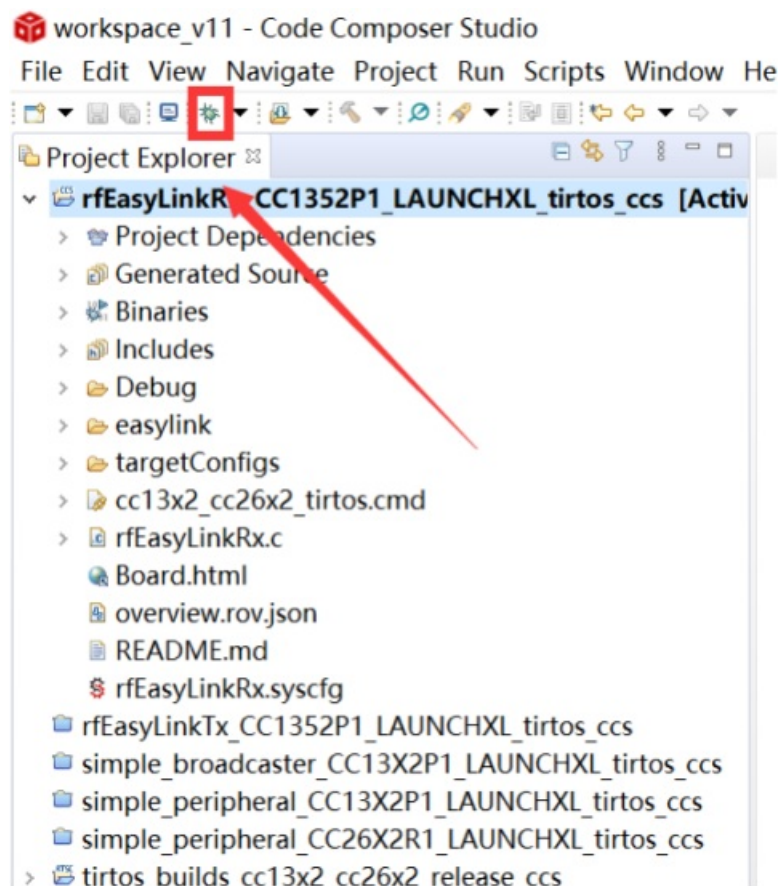 workspace_v11 - Code Composer Studio
File Edit View Navigate Project Run Scripts Window He
Project Explorer
rfEasyLinkR CC1352P1_LAUNCHXL_tirtos_ccs [Activ
Project Dependencies
Generated Source
Binaries
Includes
Debug
easylink
targetConfigs
cc13x2_cc26x2_tirtos.cmd
rfEasyLinkRx.c
Board.html
overview.rov.json
README.md
rfEasyLinkRx.syscfg
rfEasyLinkTx_CC1352P1_LAUNCHXL_tirtos_ccs
simple_broadcaster_CC13X2P1_LAUNCHXL_tirtos_ccs
simple_peripheral_CC13X2P1_LAUNCHXL_tirtos_ccs
simple_peripheral_CC26X2R1_LAUNCHXL_tirtos_ccs
tirtos_builds_cc13x2_cc26x2_release_ccs